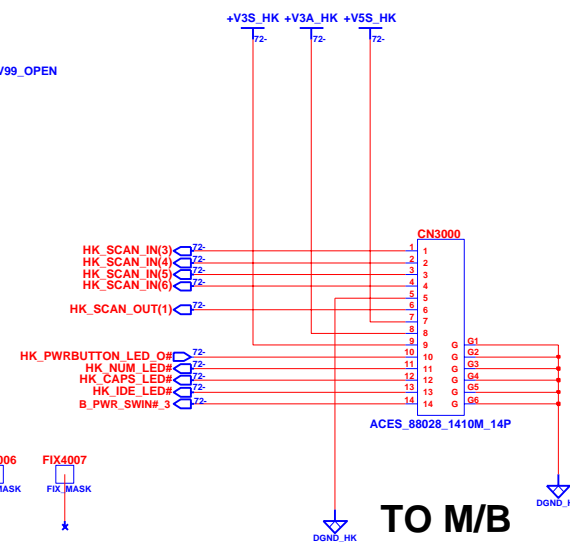 +V3S_HK +V3A_HK +V5S_HK
72- 72- 72-
V99_OPEN
CN3000
HK_SCAN_IN(3) 72- 1 1
HK_SCAN_IN(4) 72- 2 2
HK_SCAN_IN(5) 72- 3 3
HK_SCAN_IN(6) 72- 4 4
5 5
HK_SCAN_OUT(1) 72- 6 6
7 7
8 8
9 9 G G1
HK_PWRBUTTON_LED_O# 72- 10 10 G G2
HK_NUM_LED# 72- 11 11 G G3
HK_CAPS_LED# 72- 12 12 G G4
HK_IDE_LED# 72- 13 13 G G5
B_PWR_SWIN#_3 72- 14 14 G G6
ACES_88028_1410M_14P
006 FIX4007
MASK FIX_MASK
DGND_H
TO M/B
DGND_HK